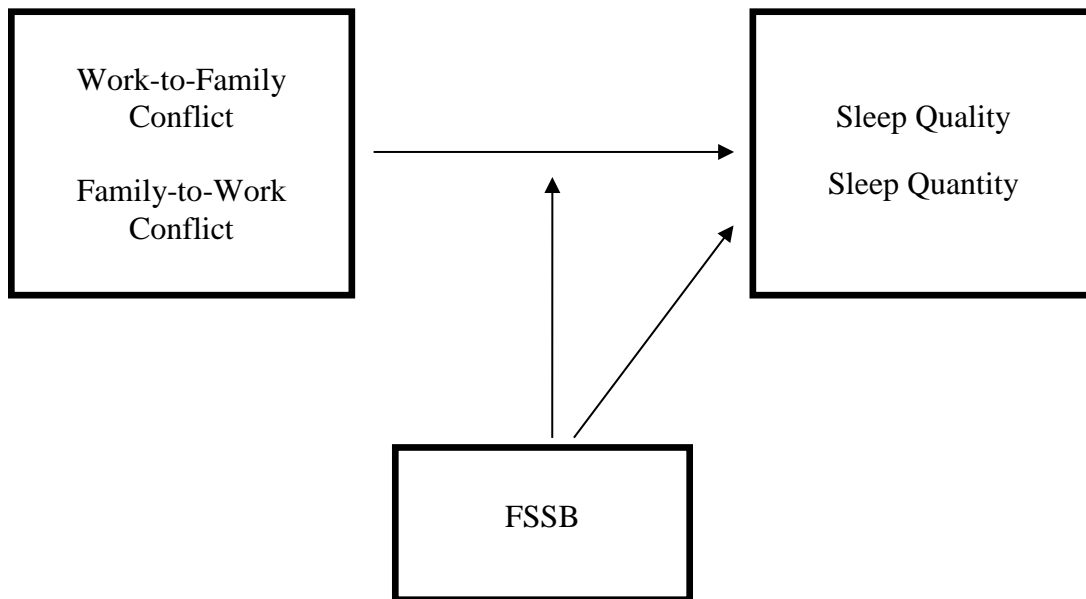 Work-to-Family
Conflict
Family-to-Work
Conflict
Sleep Quality
Sleep Quantity
FSSB